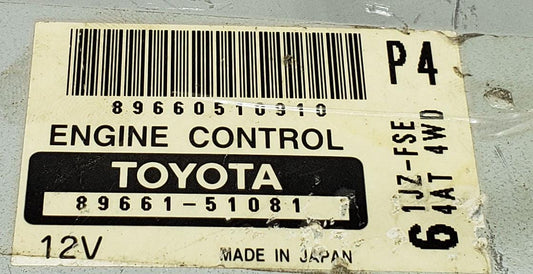 P4
89660510910
ENGINE CONTROL
TOYOTA
89661-51081
12V
MADE IN JAPAN
6
1JZ-FSE
4AT 4WD